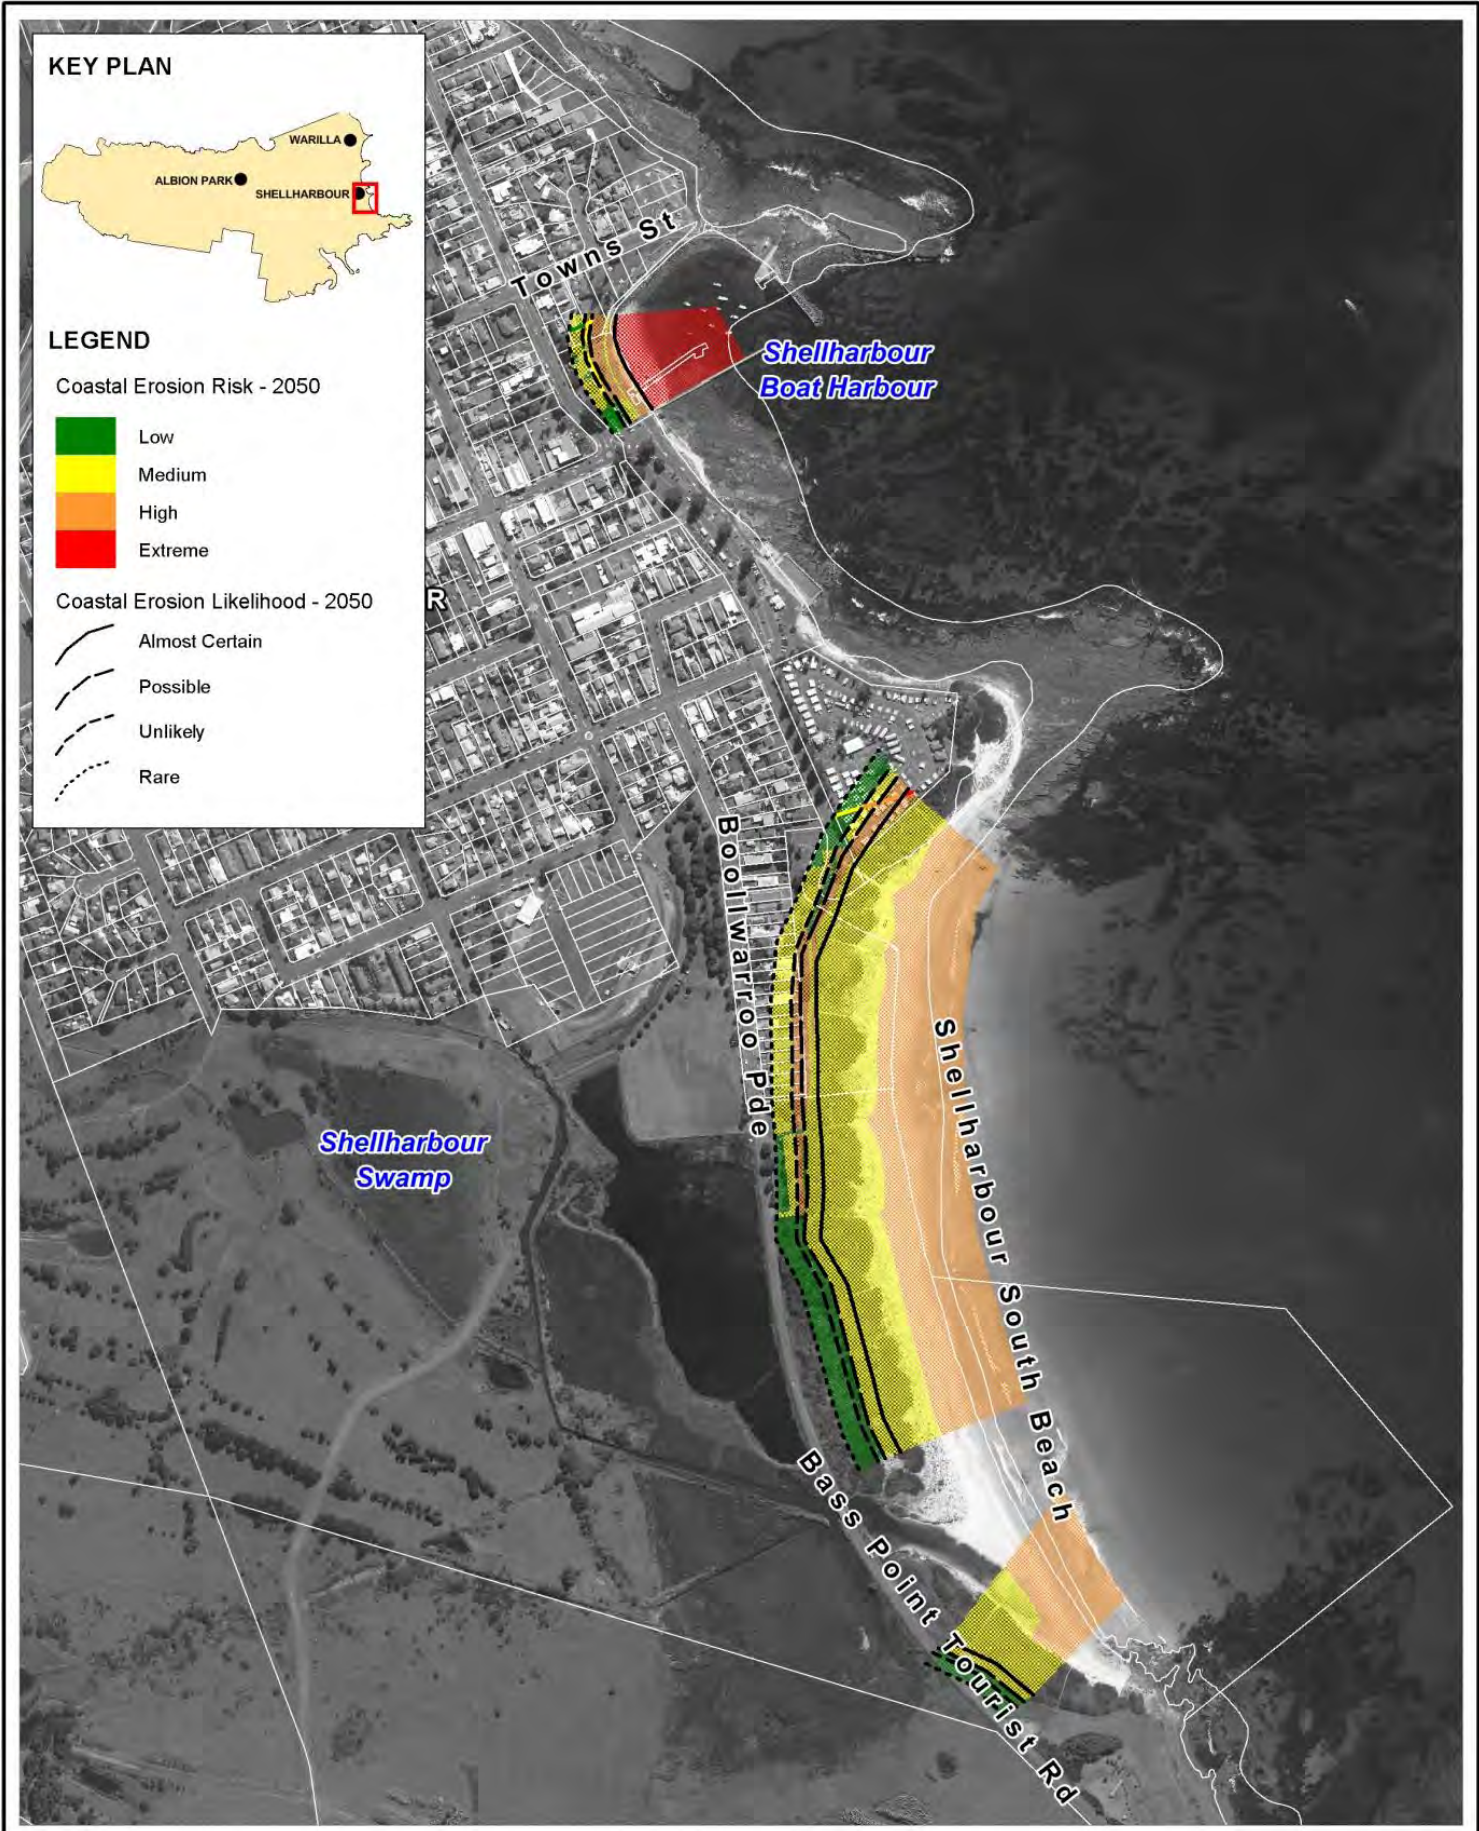 KEY PLAN
WARILLA
ALBION PARK
SHELLHARBOUR
LEGEND
Coastal Erosion Risk - 2050
Low
Medium
High
Extreme
Coastal Erosion Likelihood - 2050
Almost Certain
Possible
Unlikely
Rare
R
Towns St
Shellharbour
Boat Harbour
Boollwarroo Pde
Shellharbour South Beach
Shellharbour
Swamp
Bass Point Tourist Rd